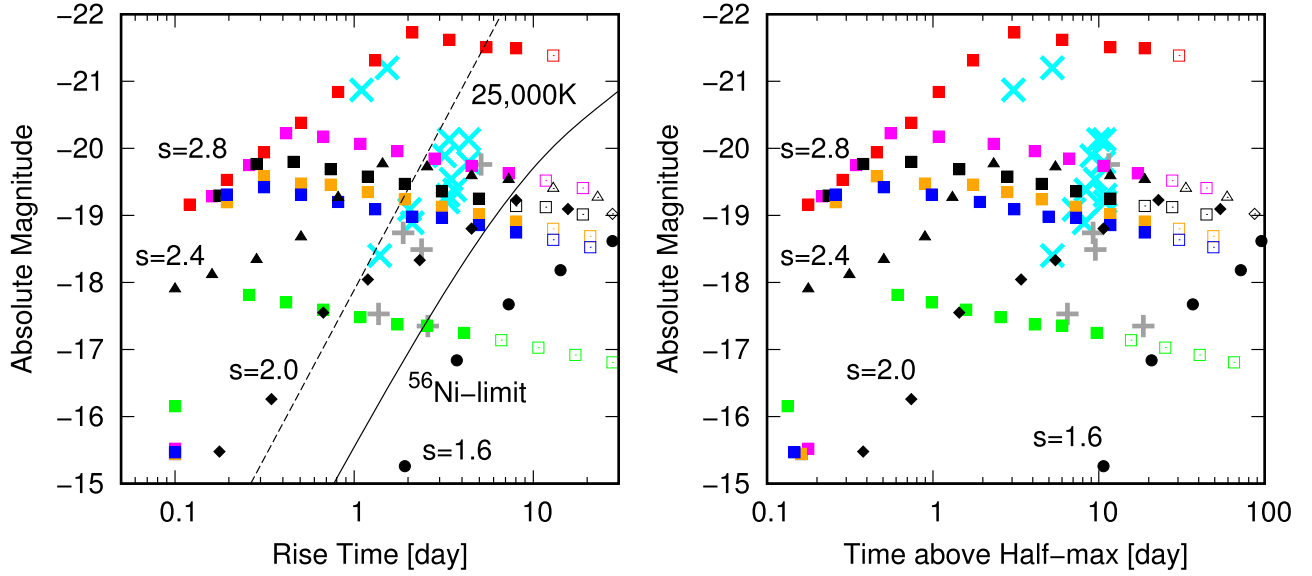 −22
−21
−20
−19
−18
−17
−16
−15
Absolute Magnitude
0.1
1
10
Rise Time [day]
25,000K
s=2.8
s=2.4
s=2.0
⁵⁶Ni−limit
s=1.6
−22
−21
−20
−19
−18
−17
−16
−15
Absolute Magnitude
0.1
1
10
100
Time above Half−max [day]
s=2.8
s=2.4
s=2.0
s=1.6